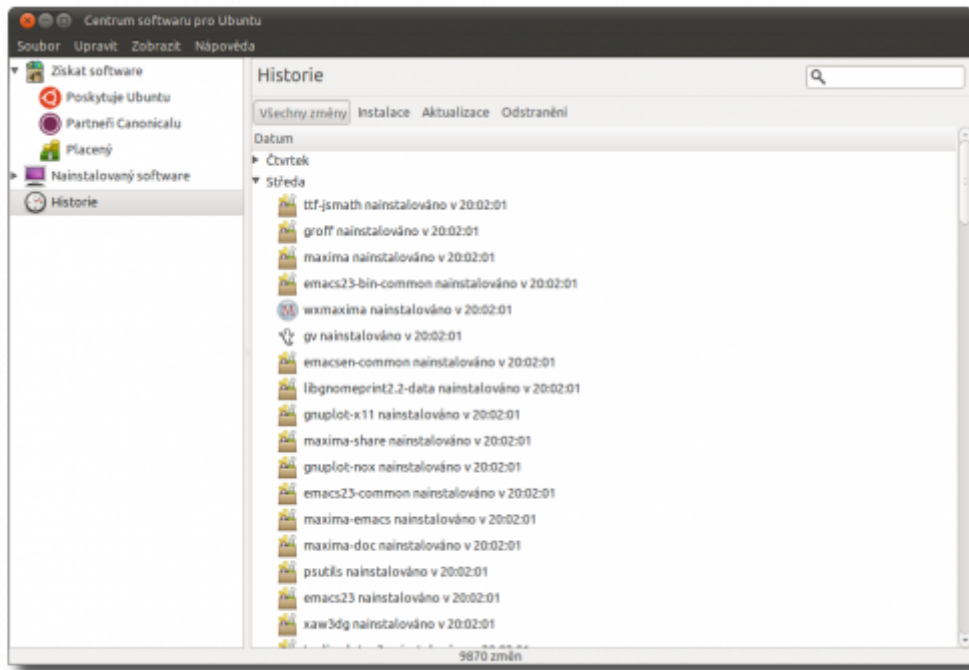 Centrum softwaru pro Ubuntu
Soubor Upravit Zobrazit Nápověda
Získat software
Poskytuje Ubuntu
Partneři Canonicalu
Placený
Nainstalovaný software
Historie
Historie
Všechny změny Instalace Aktualizace Odstranění
Datum
Čtvrtek
Středa
ttf-jsmath nainstalováno v 20:02:01
groff nainstalováno v 20:02:01
maxima nainstalováno v 20:02:01
emacs23-bin-common nainstalováno v 20:02:01
wxmaxima nainstalováno v 20:02:01
gv nainstalováno v 20:02:01
emacsen-common nainstalováno v 20:02:01
libgnomeprint2.2-data nainstalováno v 20:02:01
gnuplot-x11 nainstalováno v 20:02:01
maxima-share nainstalováno v 20:02:01
gnuplot-nox nainstalováno v 20:02:01
emacs23-common nainstalováno v 20:02:01
maxima-emacs nainstalováno v 20:02:01
maxima-doc nainstalováno v 20:02:01
psutils nainstalováno v 20:02:01
emacs23 nainstalováno v 20:02:01
xaw3dg nainstalováno v 20:02:01
9870 změn